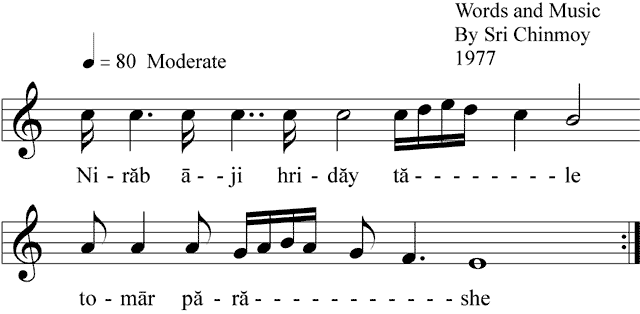 Words and Music
By Sri Chinmoy
1977
= 80 Moderate
Ni - răb ā - - ji hri - dăy tă - - - - - - - - le
to - mār pă - ră - - - - - - - - - - she